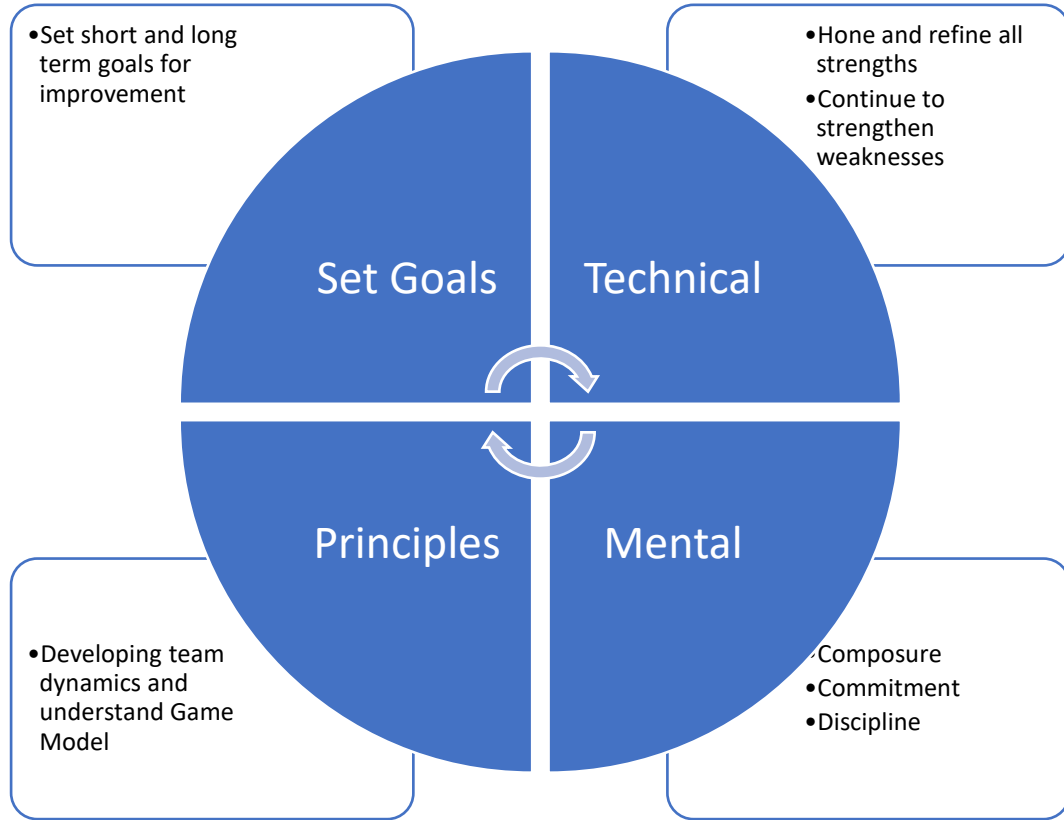 •Set short and long
term goals for
improvement
•Hone and refine all
strengths
•Continue to
strengthen
weaknesses
Set Goals
Technical
Principles
Mental
•Developing team
dynamics and
understand Game
Model
•Composure
•Commitment
•Discipline